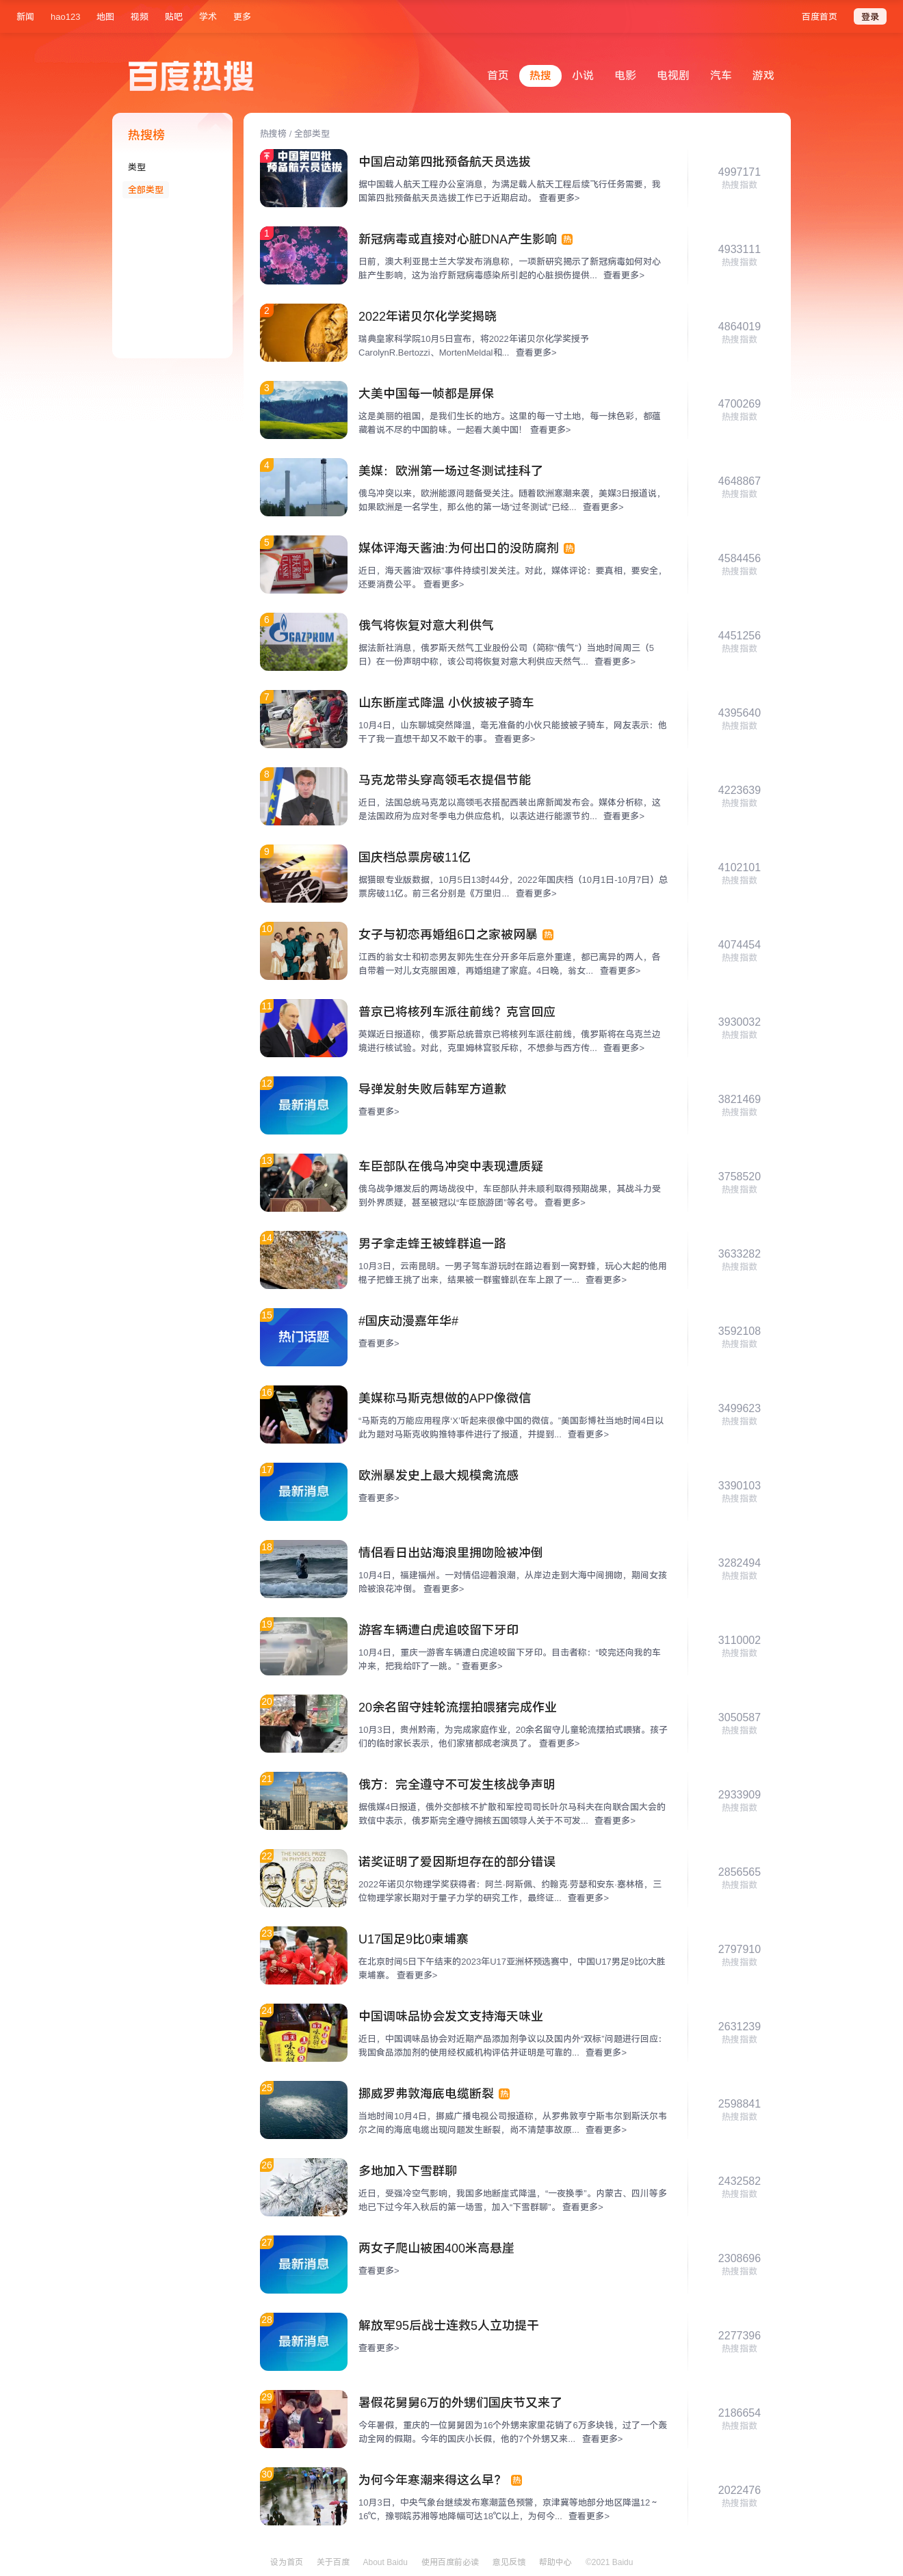 新闻 hao123 地图 视频 贴吧 学术 更多 百度首页 登录
百度热搜
首页 热搜 小说 电影 电视剧 汽车 游戏
热搜榜
类型
全部类型
热搜榜 / 全部类型
中国第四批
航天员选拔
中国启动第四批预备航天员选拔
据中国载人航天工程办公室消息，为满足载人航天工程后续飞行任务需要，我
国第四批预备航天员选拔工作已于近期启动。 查看更多>
4997171
热搜指数
1
新冠病毒或直接对心脏DNA产生影响 热
日前，澳大利亚昆士兰大学发布消息称，一项新研究揭示了新冠病毒如何对心
脏产生影响，这为治疗新冠病毒感染所引起的心脏损伤提供... 查看更多>
4933111
热搜指数
2
2022年诺贝尔化学奖揭晓
瑞典皇家科学院10月5日宣布，将2022年诺贝尔化学奖授予
CarolynR.Bertozzi、MortenMeldal和... 查看更多>
4864019
热搜指数
3
大美中国每一帧都是屏保
这是美丽的祖国，是我们生长的地方。这里的每一寸土地，每一抹色彩，都蕴
藏着说不尽的中国韵味。一起看大美中国！ 查看更多>
4700269
热搜指数
4
美媒：欧洲第一场过冬测试挂科了
俄乌冲突以来，欧洲能源问题备受关注。随着欧洲寒潮来袭，美媒3日报道说，
如果欧洲是一名学生，那么他的第一场“过冬测试”已经... 查看更多>
4648867
热搜指数
5
媒体评海天酱油:为何出口的没防腐剂 热
近日，海天酱油“双标”事件持续引发关注。对此，媒体评论：要真相，要安全，
还要消费公平。 查看更多>
4584456
热搜指数
6
GAZPROM
俄气将恢复对意大利供气
据法新社消息，俄罗斯天然气工业股份公司（简称“俄气”）当地时间周三（5
日）在一份声明中称，该公司将恢复对意大利供应天然气... 查看更多>
4451256
热搜指数
7
山东断崖式降温 小伙披被子骑车
10月4日，山东聊城突然降温，毫无准备的小伙只能披被子骑车，网友表示：他
干了我一直想干却又不敢干的事。 查看更多>
4395640
热搜指数
8
马克龙带头穿高领毛衣提倡节能
近日，法国总统马克龙以高领毛衣搭配西装出席新闻发布会。媒体分析称，这
是法国政府为应对冬季电力供应危机，以表达进行能源节约... 查看更多>
4223639
热搜指数
9
国庆档总票房破11亿
据猫眼专业版数据，10月5日13时44分，2022年国庆档（10月1日-10月7日）总
票房破11亿。前三名分别是《万里归... 查看更多>
4102101
热搜指数
10
女子与初恋再婚组6口之家被网暴 热
江西的翁女士和初恋男友郭先生在分开多年后意外重逢，都已离异的两人，各
自带着一对儿女克服困难，再婚组建了家庭。4日晚，翁女... 查看更多>
4074454
热搜指数
11
普京已将核列车派往前线？克宫回应
英媒近日报道称，俄罗斯总统普京已将核列车派往前线，俄罗斯将在乌克兰边
境进行核试验。对此，克里姆林宫驳斥称，不想参与西方传... 查看更多>
3930032
热搜指数
12
最新消息
导弹发射失败后韩军方道歉
查看更多>
3821469
热搜指数
13
车臣部队在俄乌冲突中表现遭质疑
俄乌战争爆发后的两场战役中，车臣部队并未顺利取得预期战果，其战斗力受
到外界质疑，甚至被冠以“车臣旅游团”等名号。 查看更多>
3758520
热搜指数
14
男子拿走蜂王被蜂群追一路
10月3日，云南昆明。一男子驾车游玩时在路边看到一窝野蜂，玩心大起的他用
棍子把蜂王挑了出来，结果被一群蜜蜂趴在车上跟了一... 查看更多>
3633282
热搜指数
15
热门话题
#国庆动漫嘉年华#
查看更多>
3592108
热搜指数
16
美媒称马斯克想做的APP像微信
“马斯克的万能应用程序‘X’听起来很像中国的微信。”美国彭博社当地时间4日以
此为题对马斯克收购推特事件进行了报道，并提到... 查看更多>
3499623
热搜指数
17
最新消息
欧洲暴发史上最大规模禽流感
查看更多>
3390103
热搜指数
18
情侣看日出站海浪里拥吻险被冲倒
10月4日，福建福州。一对情侣迎着浪潮，从岸边走到大海中间拥吻，期间女孩
险被浪花冲倒。 查看更多>
3282494
热搜指数
19
游客车辆遭白虎追咬留下牙印
10月4日，重庆一游客车辆遭白虎追咬留下牙印。目击者称：“咬完还向我的车
冲来，把我给吓了一跳。” 查看更多>
3110002
热搜指数
20
20余名留守娃轮流摆拍喂猪完成作业
10月3日，贵州黔南，为完成家庭作业，20余名留守儿童轮流摆拍式喂猪。孩子
们的临时家长表示，他们家猪都成老演员了。 查看更多>
3050587
热搜指数
21
俄方：完全遵守不可发生核战争声明
据俄媒4日报道，俄外交部核不扩散和军控司司长叶尔马科夫在向联合国大会的
致信中表示，俄罗斯完全遵守拥核五国领导人关于不可发... 查看更多>
2933909
热搜指数
22
THE NOBEL PRIZE
IN PHYSICS 2022
诺奖证明了爱因斯坦存在的部分错误
2022年诺贝尔物理学奖获得者：阿兰·阿斯佩、约翰克·劳瑟和安东·塞林格，三
位物理学家长期对于量子力学的研究工作，最终证... 查看更多>
2856565
热搜指数
23
U17国足9比0柬埔寨
在北京时间5日下午结束的2023年U17亚洲杯预选赛中，中国U17男足9比0大胜
柬埔寨。 查看更多>
2797910
热搜指数
24
中国调味品协会发文支持海天味业
近日，中国调味品协会对近期产品添加剂争议以及国内外“双标”问题进行回应：
我国食品添加剂的使用经权威机构评估并证明是可靠的... 查看更多>
2631239
热搜指数
25
挪威罗弗敦海底电缆断裂 热
当地时间10月4日，挪威广播电视公司报道称，从罗弗敦亨宁斯韦尔到斯沃尔韦
尔之间的海底电缆出现问题发生断裂，尚不清楚事故原... 查看更多>
2598841
热搜指数
26
多地加入下雪群聊
近日，受强冷空气影响，我国多地断崖式降温，“一夜换季”。内蒙古、四川等多
地已下过今年入秋后的第一场雪，加入“下雪群聊”。 查看更多>
2432582
热搜指数
27
最新消息
两女子爬山被困400米高悬崖
查看更多>
2308696
热搜指数
28
最新消息
解放军95后战士连救5人立功提干
查看更多>
2277396
热搜指数
29
暑假花舅舅6万的外甥们国庆节又来了
今年暑假，重庆的一位舅舅因为16个外甥来家里花销了6万多块钱，过了一个轰
动全网的假期。今年的国庆小长假，他的7个外甥又来... 查看更多>
2186654
热搜指数
30
为何今年寒潮来得这么早？ 热
10月3日，中央气象台继续发布寒潮蓝色预警，京津冀等地部分地区降温12~
16℃，豫鄂皖苏湘等地降幅可达18℃以上，为何今... 查看更多>
2022476
热搜指数
设为首页 关于百度 About Baidu 使用百度前必读 意见反馈 帮助中心 ©2021 Baidu